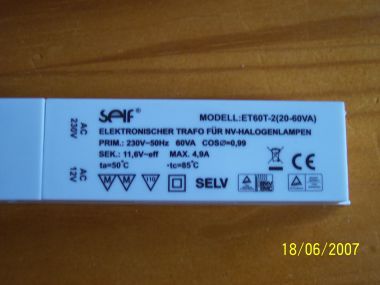 Self® MODELL:ET60T-2(20-60VA)
ELEKTRONISCHER TRAFO FÜR NV-HALOGENLAMPEN
PRIM.: 230V~50Hz 60VA COSØ=0,99
SEK.: 11,6V~eff MAX. 4,9A
ta=50°C ·tc=85°C
M M 110 SELV
AC
230V
AC
12V
18/06/2007